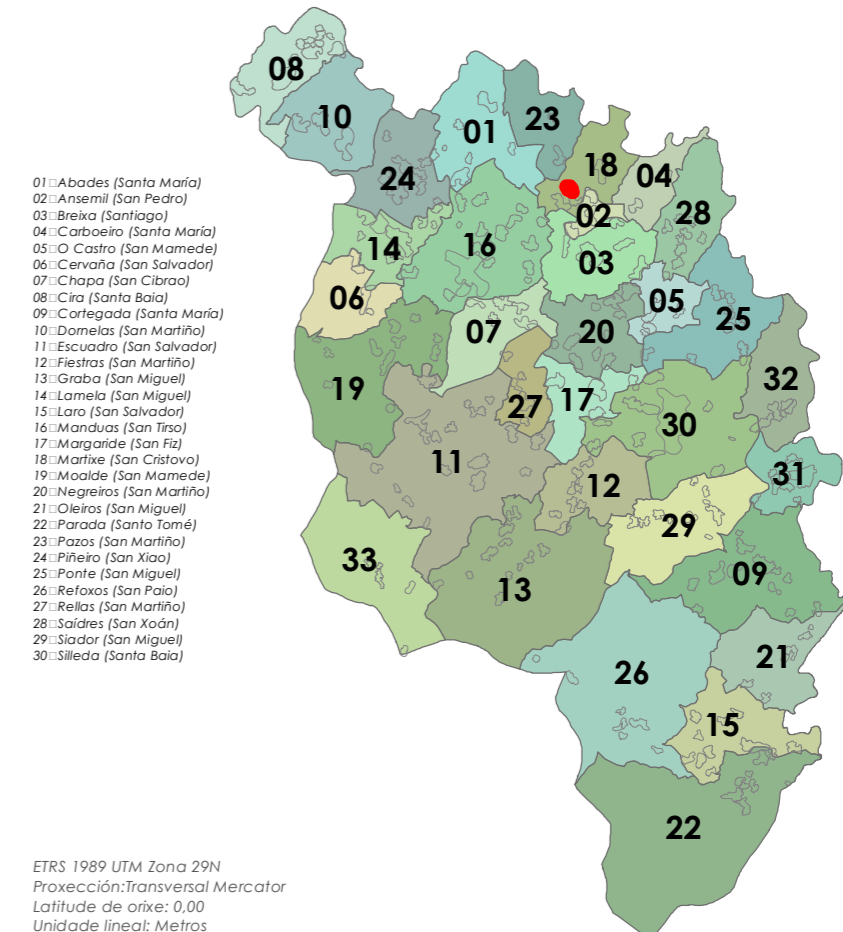 08
10
01
23
24
18
04
02
28
14
16
03
06
05
25
07
20
32
19
27
17
30
11
31
12
29
33
09
13
21
26
15
22
01□Abades (Santa María)
02□Ansemil (San Pedro)
03□Breixa (Santiago)
04□Carboeiro (Santa María)
05□O Castro (San Mamede)
06□Cervaña (San Salvador)
07□Chapa (San Cibrao)
08□Cira (Santa Baia)
09□Cortegada (Santa María)
10□Dornelas (San Martiño)
11□Escuadro (San Salvador)
12□Fiestras (San Martiño)
13□Graba (San Miguel)
14□Lamela (San Miguel)
15□Laro (San Salvador)
16□Manduas (San Tirso)
17□Margaride (San Fiz)
18□Martixe (San Cristovo)
19□Moalde (San Mamede)
20□Negreiros (San Martiño)
21□Oleiros (San Miguel)
22□Parada (Santo Tomé)
23□Pazos (San Martiño)
24□Piñeiro (San Xiao)
25□Ponte (San Miguel)
26□Refoxos (San Paio)
27□Rellas (San Martiño)
28□Saídres (San Xoán)
29□Siador (San Miguel)
30□Silleda (Santa Baia)
ETRS 1989 UTM Zona 29N
Proxección:Transversal Mercator
Latitude de orixe: 0,00
Unidade lineal: Metros